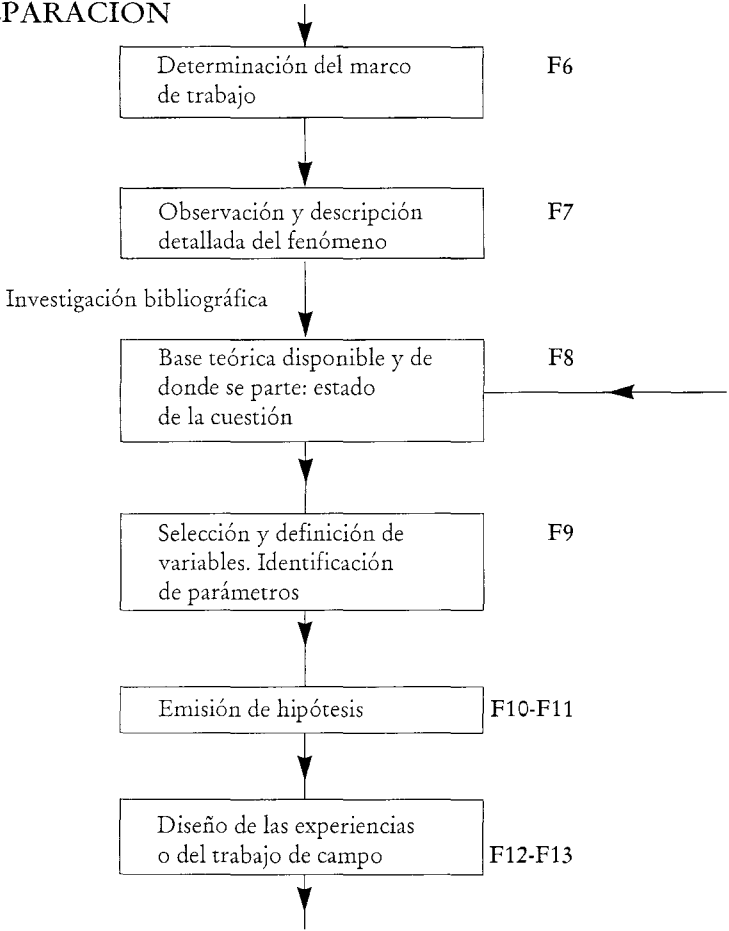 PARACION
Determinación del marco
de trabajo
F6
Observación y descripción
detallada del fenómeno
F7
Investigación bibliográfica
Base teórica disponible y de
donde se parte: estado
de la cuestión
F8
Selección y definición de
variables. Identificación
de parámetros
F9
Emisión de hipótesis
F10-F11
Diseño de las experiencias
o del trabajo de campo
F12-F13